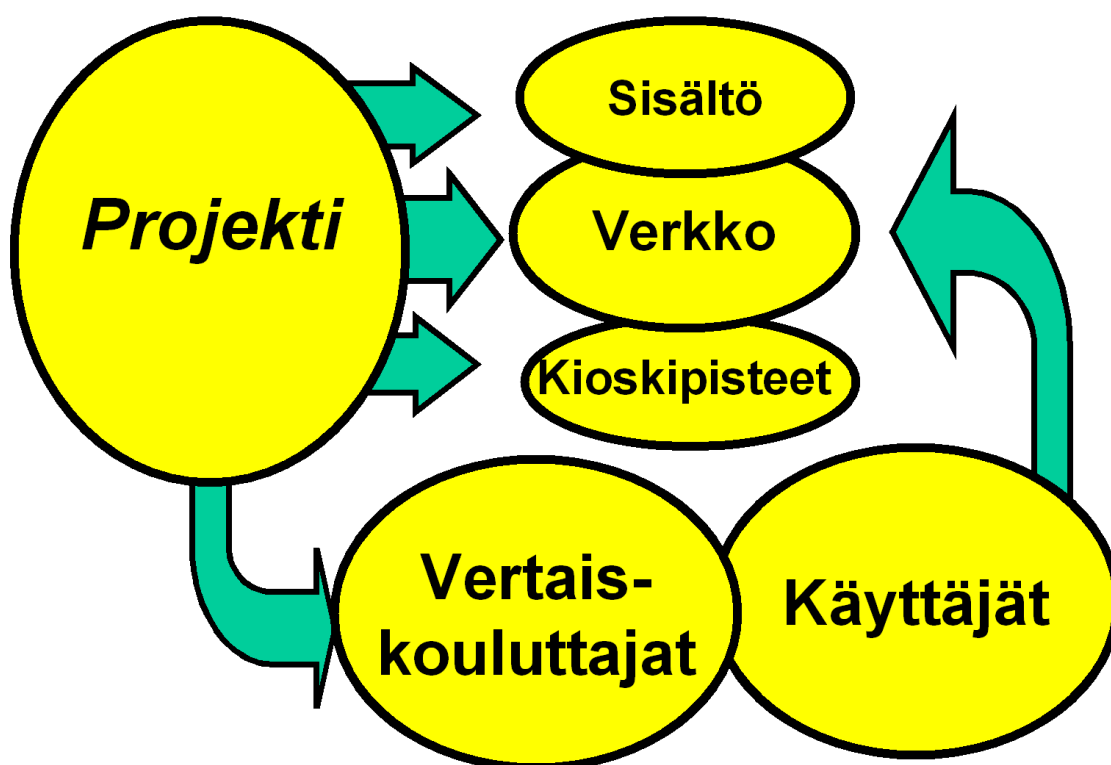 Projekti
Sisältö
Verkko
Kioskipisteet
Vertais-
kouluttajat
Käyttäjät